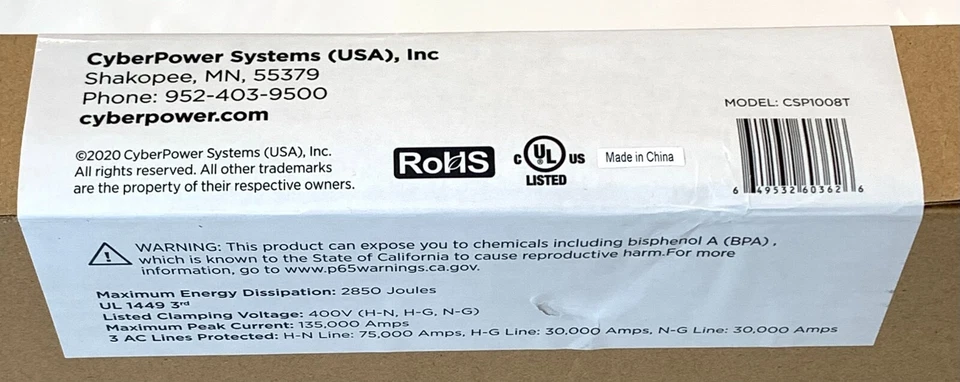 CyberPower Systems (USA), Inc
Shakopee, MN, 55379
Phone: 952-403-9500
cyberpower.com
©2020 CyberPower Systems (USA), Inc.
All rights reserved. All other trademarks
are the property of their respective owners.
RoHS
c UL us
LISTED
Made in China
MODEL: CSP1008T
6 49532 60362 6
WARNING: This product can expose you to chemicals including bisphenol A (BPA) ,
which is known to the State of California to cause reproductive harm.For more
information, go to www.p65warnings.ca.gov.
Maximum Energy Dissipation: 2850 Joules
UL 1449 3rd
Listed Clamping Voltage: 400V (H-N, H-G, N-G)
Maximum Peak Current: 135,000 Amps
3 AC Lines Protected: H-N Line: 75,000 Amps, H-G Line: 30,000 Amps, N-G Line: 30,000 Amps